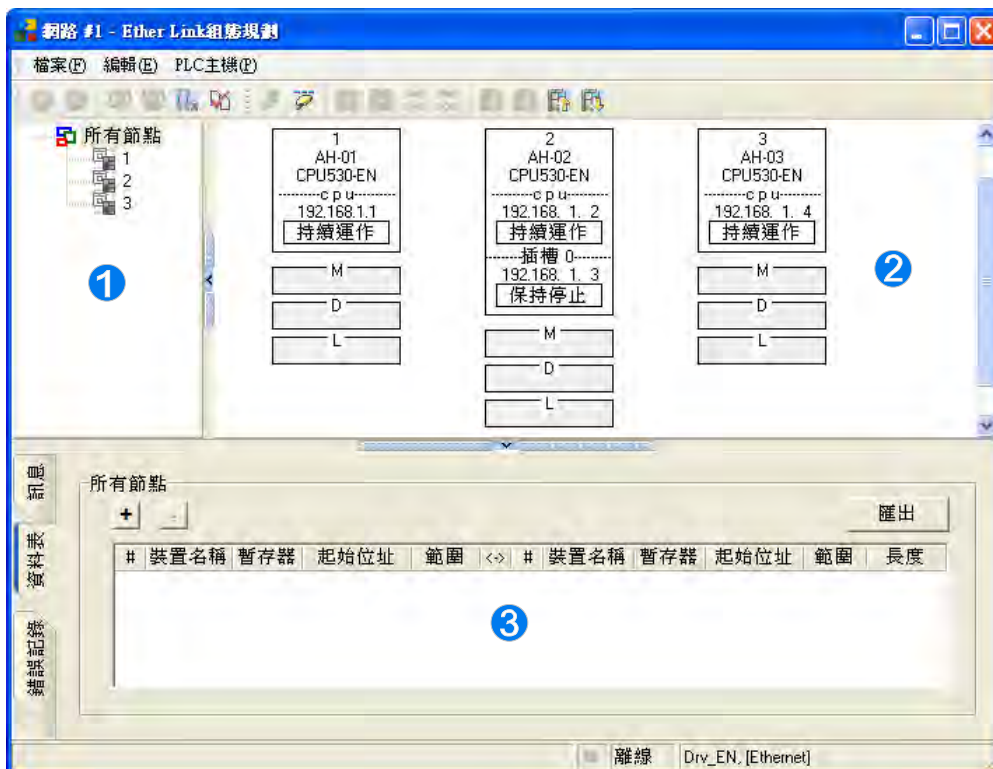 網路 #1 - Ether Link組態規劃
檔案(F) 編輯(E) PLC主機(P)
所有節點
1
2
3
1
1
AH-01
CPU530-EN
cpu
192.168.1.1
持續運作
M
D
L
2
AH-02
CPU530-EN
cpu
192.168. 1. 2
持續運作
插槽 0
192.168. 1. 3
保持停止
M
D
L
3
AH-03
CPU530-EN
cpu
192.168. 1. 4
持續運作
M
D
L
2
訊息
資料表
錯誤記錄
所有節點
+ -
匯出
# 裝置名稱 暫存器 起始位址 範圍 <-> # 裝置名稱 暫存器 起始位址 範圍 長度
3
離線 Drv_EN, [Ethernet]